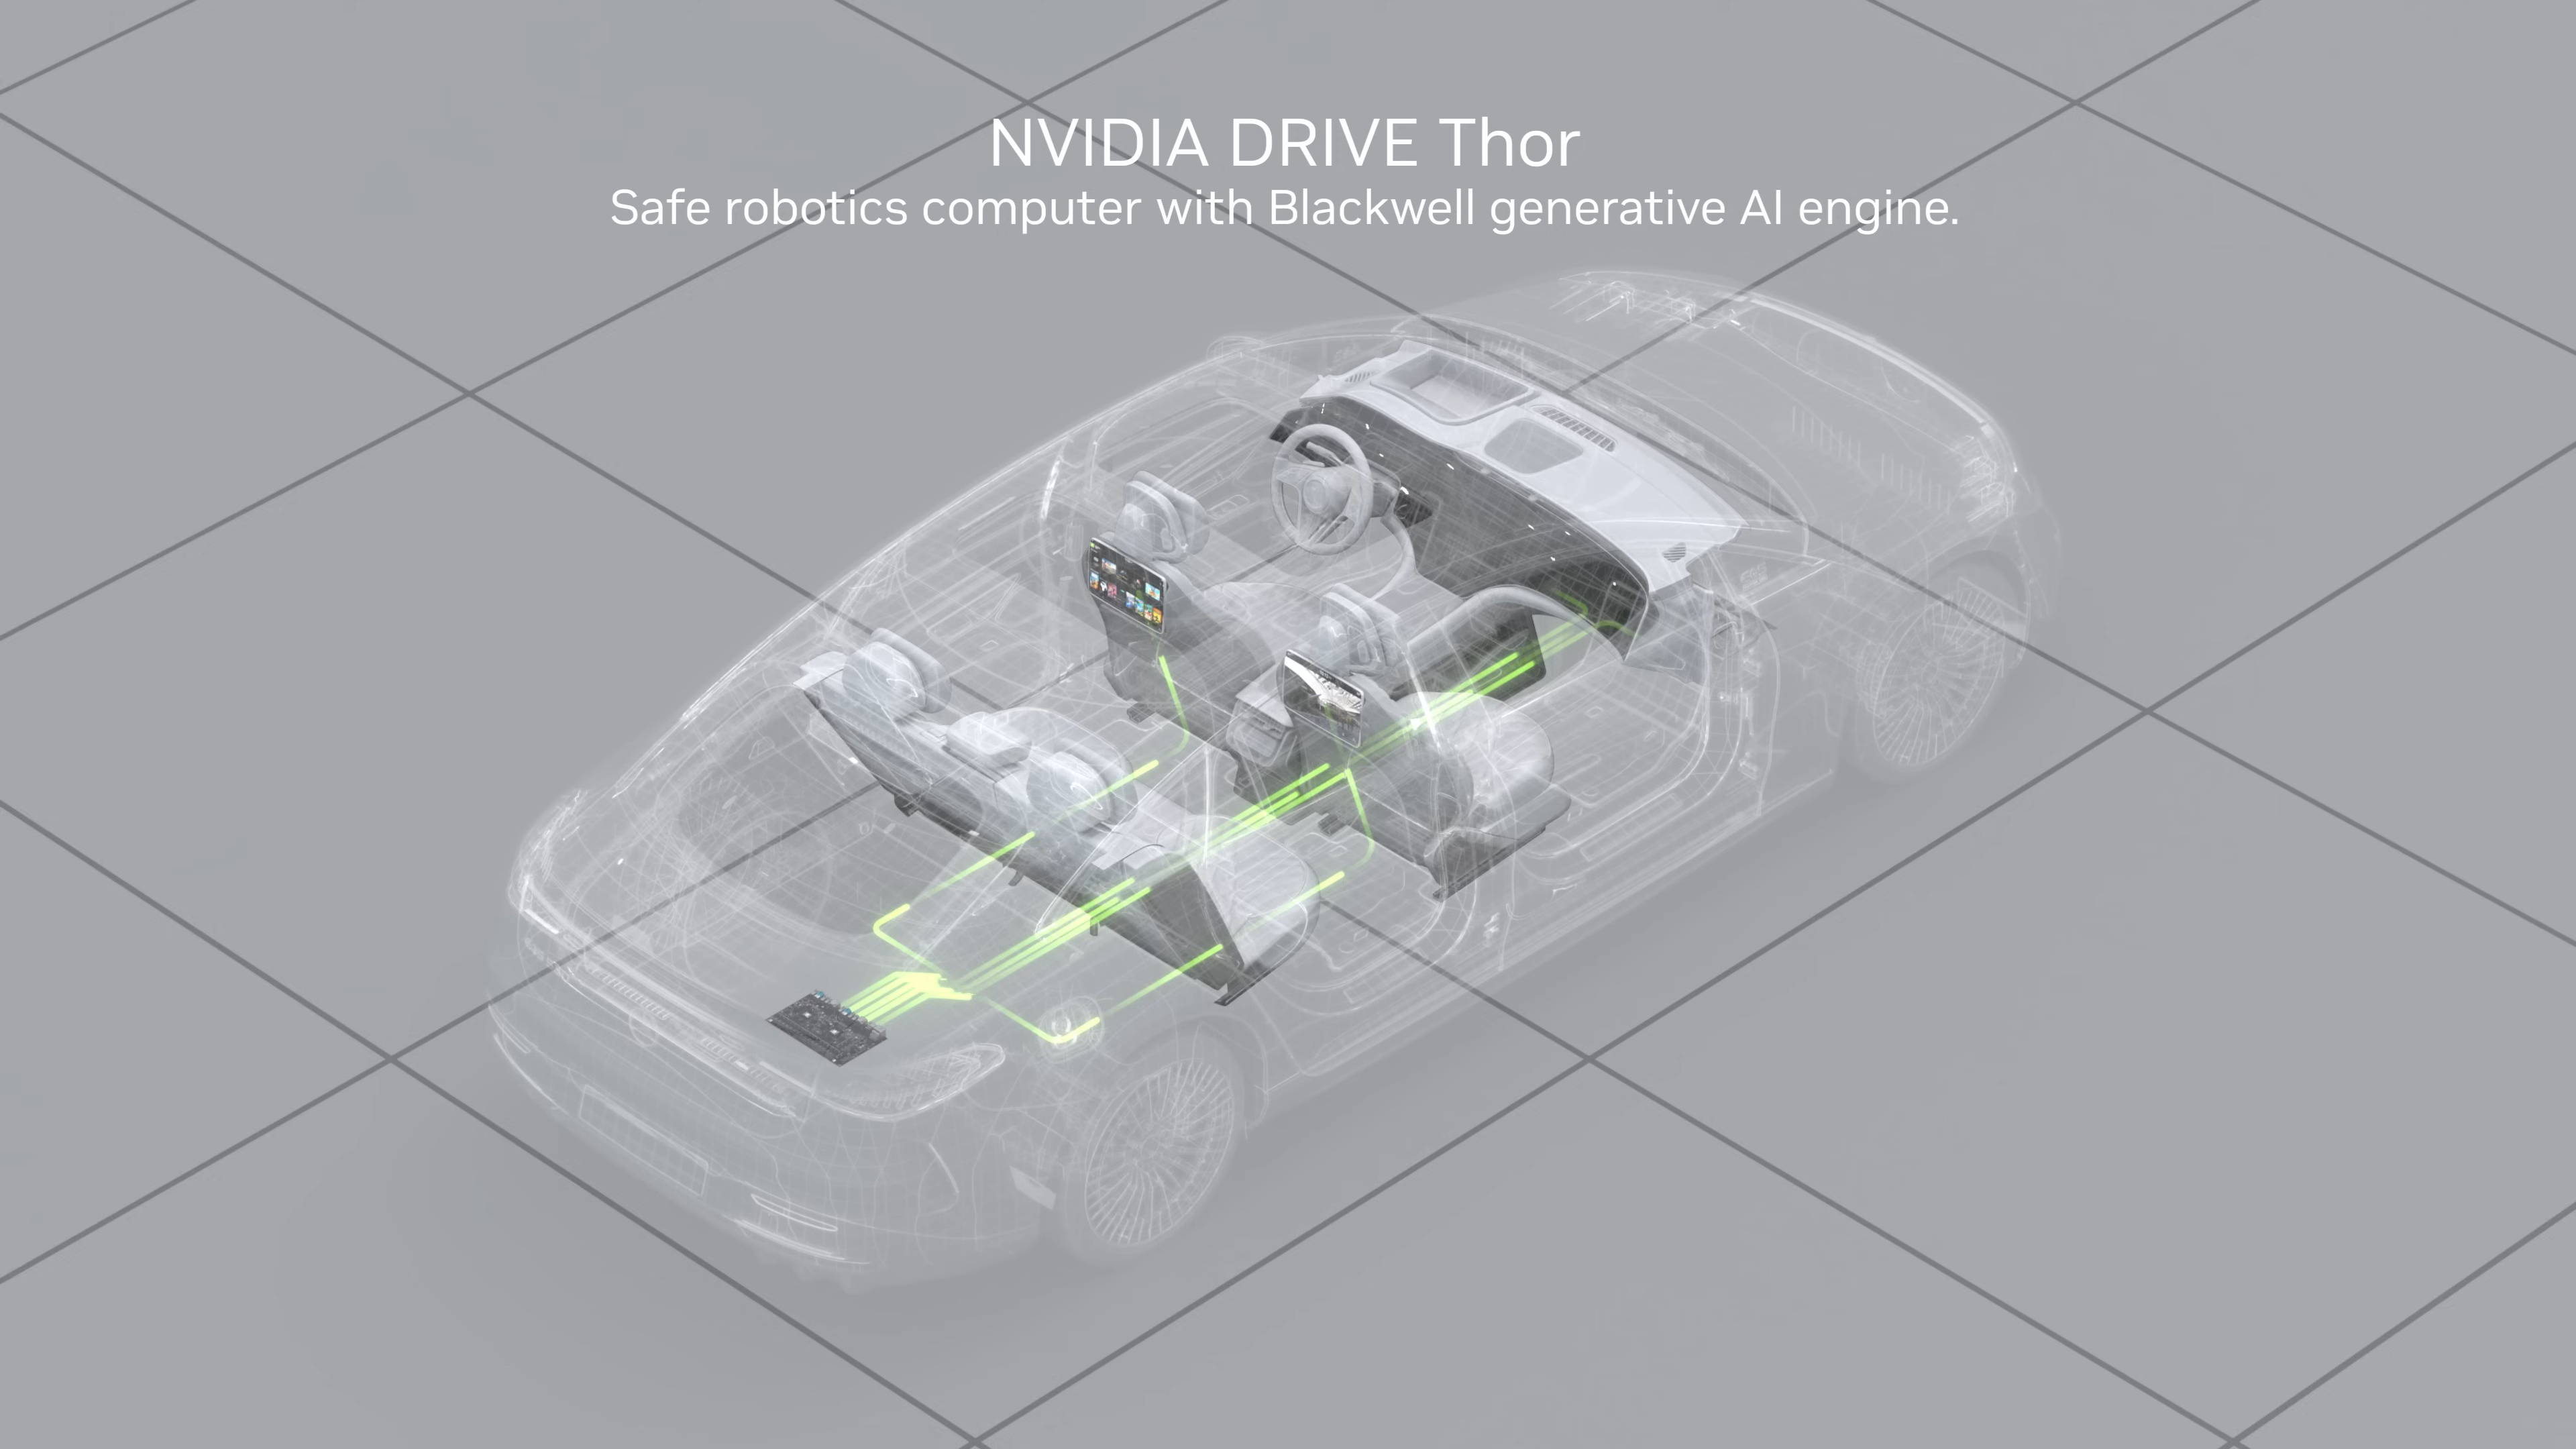 NVIDIA DRIVE Thor
Safe robotics computer with Blackwell generative AI engine.